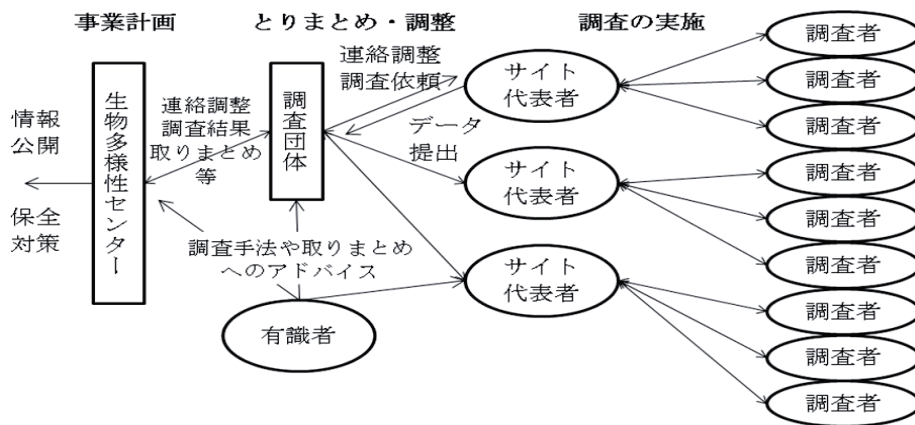 事業計画
とりまとめ・調整
調査の実施
情報
公開
保全
対策
生物多様性センター
連絡調整
調査結果
取りまとめ
等
調査団体
連絡調整
調査依頼
データ
提出
調査手法や取りまとめ
へのアドバイス
有識者
サイト
代表者
サイト
代表者
サイト
代表者
調査者
調査者
調査者
調査者
調査者
調査者
調査者
調査者
調査者